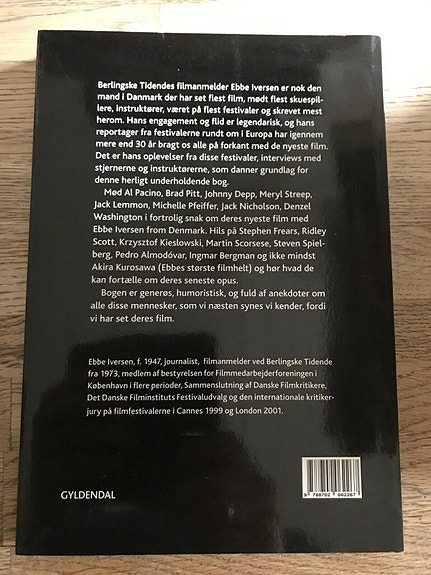 Berlingske Tidendes filmanmelder Ebbe Iversen er nok den
mand i Danmark der har set flest film, mødt flest skuespil-
lere, instruktører, været på flest festivaler og skrevet mest
herom. Hans engagement og flid er legendarisk, og hans
reportager fra festivalerne rundt om i Europa har igennem
mere end 30 år bragt os alle på forkant med de nyeste film.
Det er hans oplevelser fra disse festivaler, interviews med
stjernerne og instruktørerne, som danner grundlag for
denne herligt underholdende bog.
Mød Al Pacino, Brad Pitt, Johnny Depp, Meryl Streep,
Jack Lemmon, Michelle Pfeiffer, Jack Nicholson, Denzel
Washington i fortrolig snak om deres nyeste film med
Ebbe Iversen from Denmark. Hils på Stephen Frears, Ridley
Scott, Krzysztof Kieslowski, Martin Scorsese, Steven Spiel-
berg, Pedro Almodóvar, Ingmar Bergman og ikke mindst
Akira Kurosawa (Ebbes største filmhelt) og hør hvad de
kan fortælle om deres seneste opus.
Bogen er generøs, humoristisk, og fuld af anekdoter om
alle disse mennesker, som vi næsten synes vi kender, fordi
vi har set deres film.
Ebbe Iversen, f. 1947, journalist, filmanmelder ved Berlingske Tidende
fra 1973, medlem af bestyrelsen for Filmmedarbejderforeningen i
København i flere perioder, Sammenslutning af Danske Filmkritikere,
Det Danske Filminstituts Festivaludvalg og den internationale kritiker-
jury på filmfestivalerne i Cannes 1999 og London 2001.
GYLDENDAL
9 788702 062267